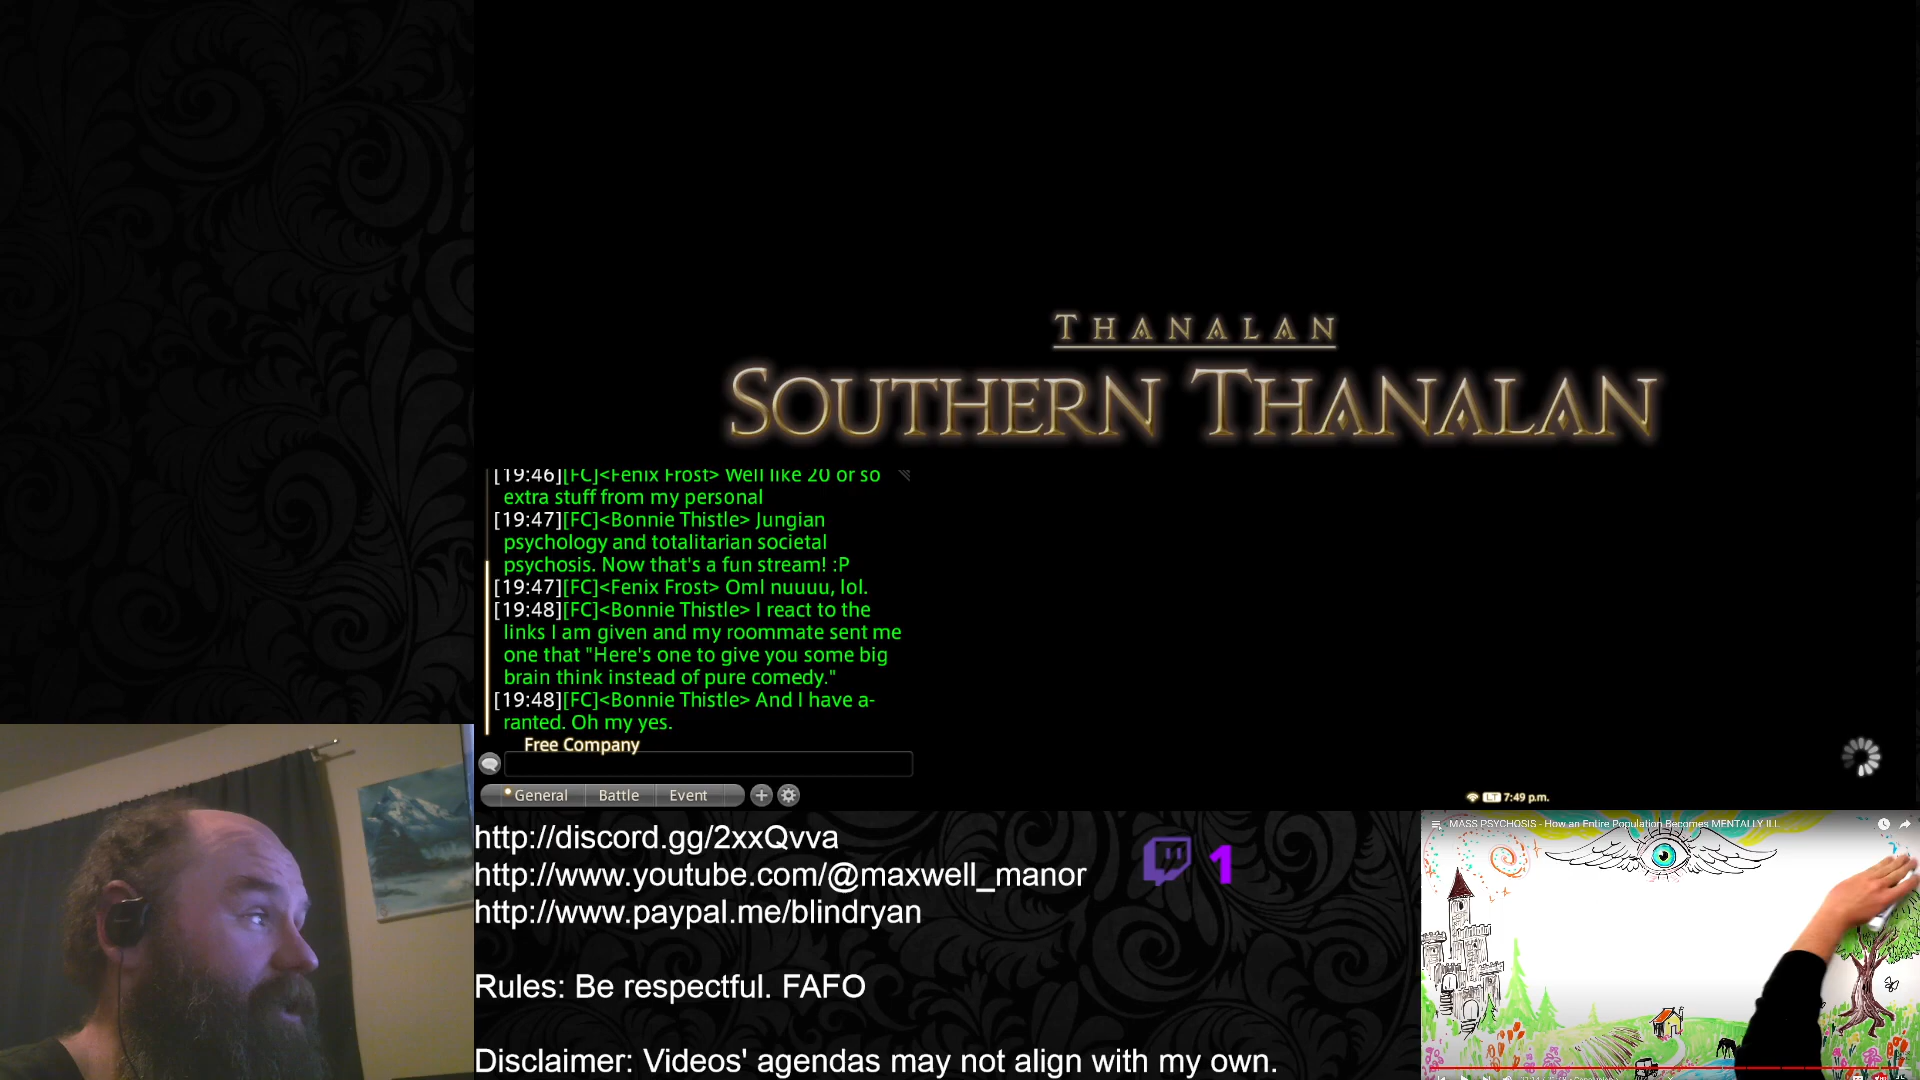 THANALAN
SOUTHERN THANALAN
[19:46][FC]<Fenix Frost> Well like 20 or so
extra stuff from my personal
[19:47][FC]<Bonnie Thistle> Jungian
psychology and totalitarian societal
psychosis. Now that's a fun stream! :P
[19:47][FC]<Fenix Frost> Oml nuuuu, lol.
[19:48][FC]<Bonnie Thistle> I react to the
links I am given and my roommate sent me
one that "Here's one to give you some big
brain think instead of pure comedy."
[19:48][FC]<Bonnie Thistle> And I have a-
ranted. Oh my yes.
Free Company
General Battle Event
LT 7:49 p.m.
http://discord.gg/2xxQvva
http://www.youtube.com/@maxwell_manor
http://www.paypal.me/blindryan
1
Rules: Be respectful. FAFO
Disclaimer: Videos' agendas may not align with my own.
MASS PSYCHOSIS - How an Entire Population Becomes MENTALLY ILL